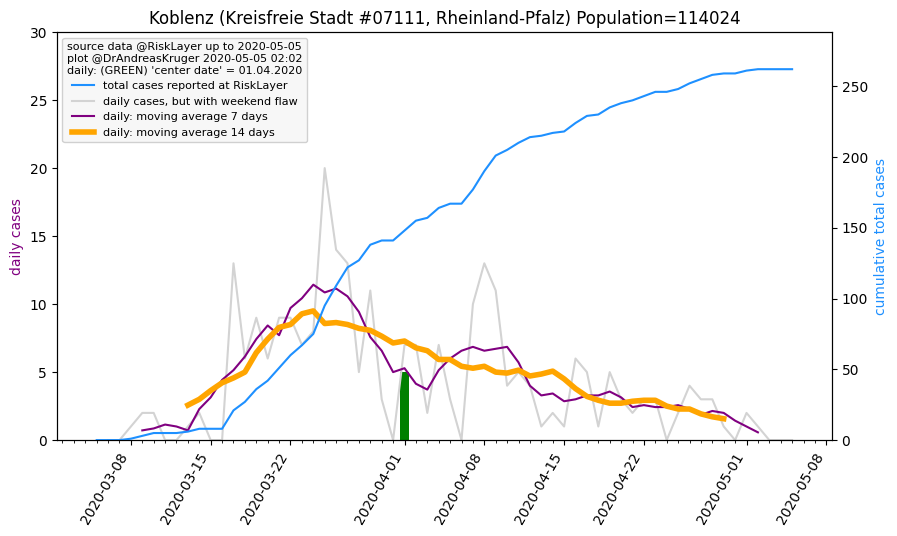 Koblenz (Kreisfreie Stadt #07111, Rheinland-Pfalz) Population=114024
source data @RiskLayer up to 2020-05-05
plot @DrAndreasKruger 2020-05-05 02:02
daily: (GREEN) 'center date' = 01.04.2020
total cases reported at RiskLayer
daily cases, but with weekend flaw
daily: moving average 7 days
daily: moving average 14 days
daily cases
30
25
20
15
10
5
0
250
200
150
100
50
0
cumulative total cases
2020-03-08
2020-03-15
2020-03-22
2020-04-01
2020-04-08
2020-04-15
2020-04-22
2020-05-01
2020-05-08